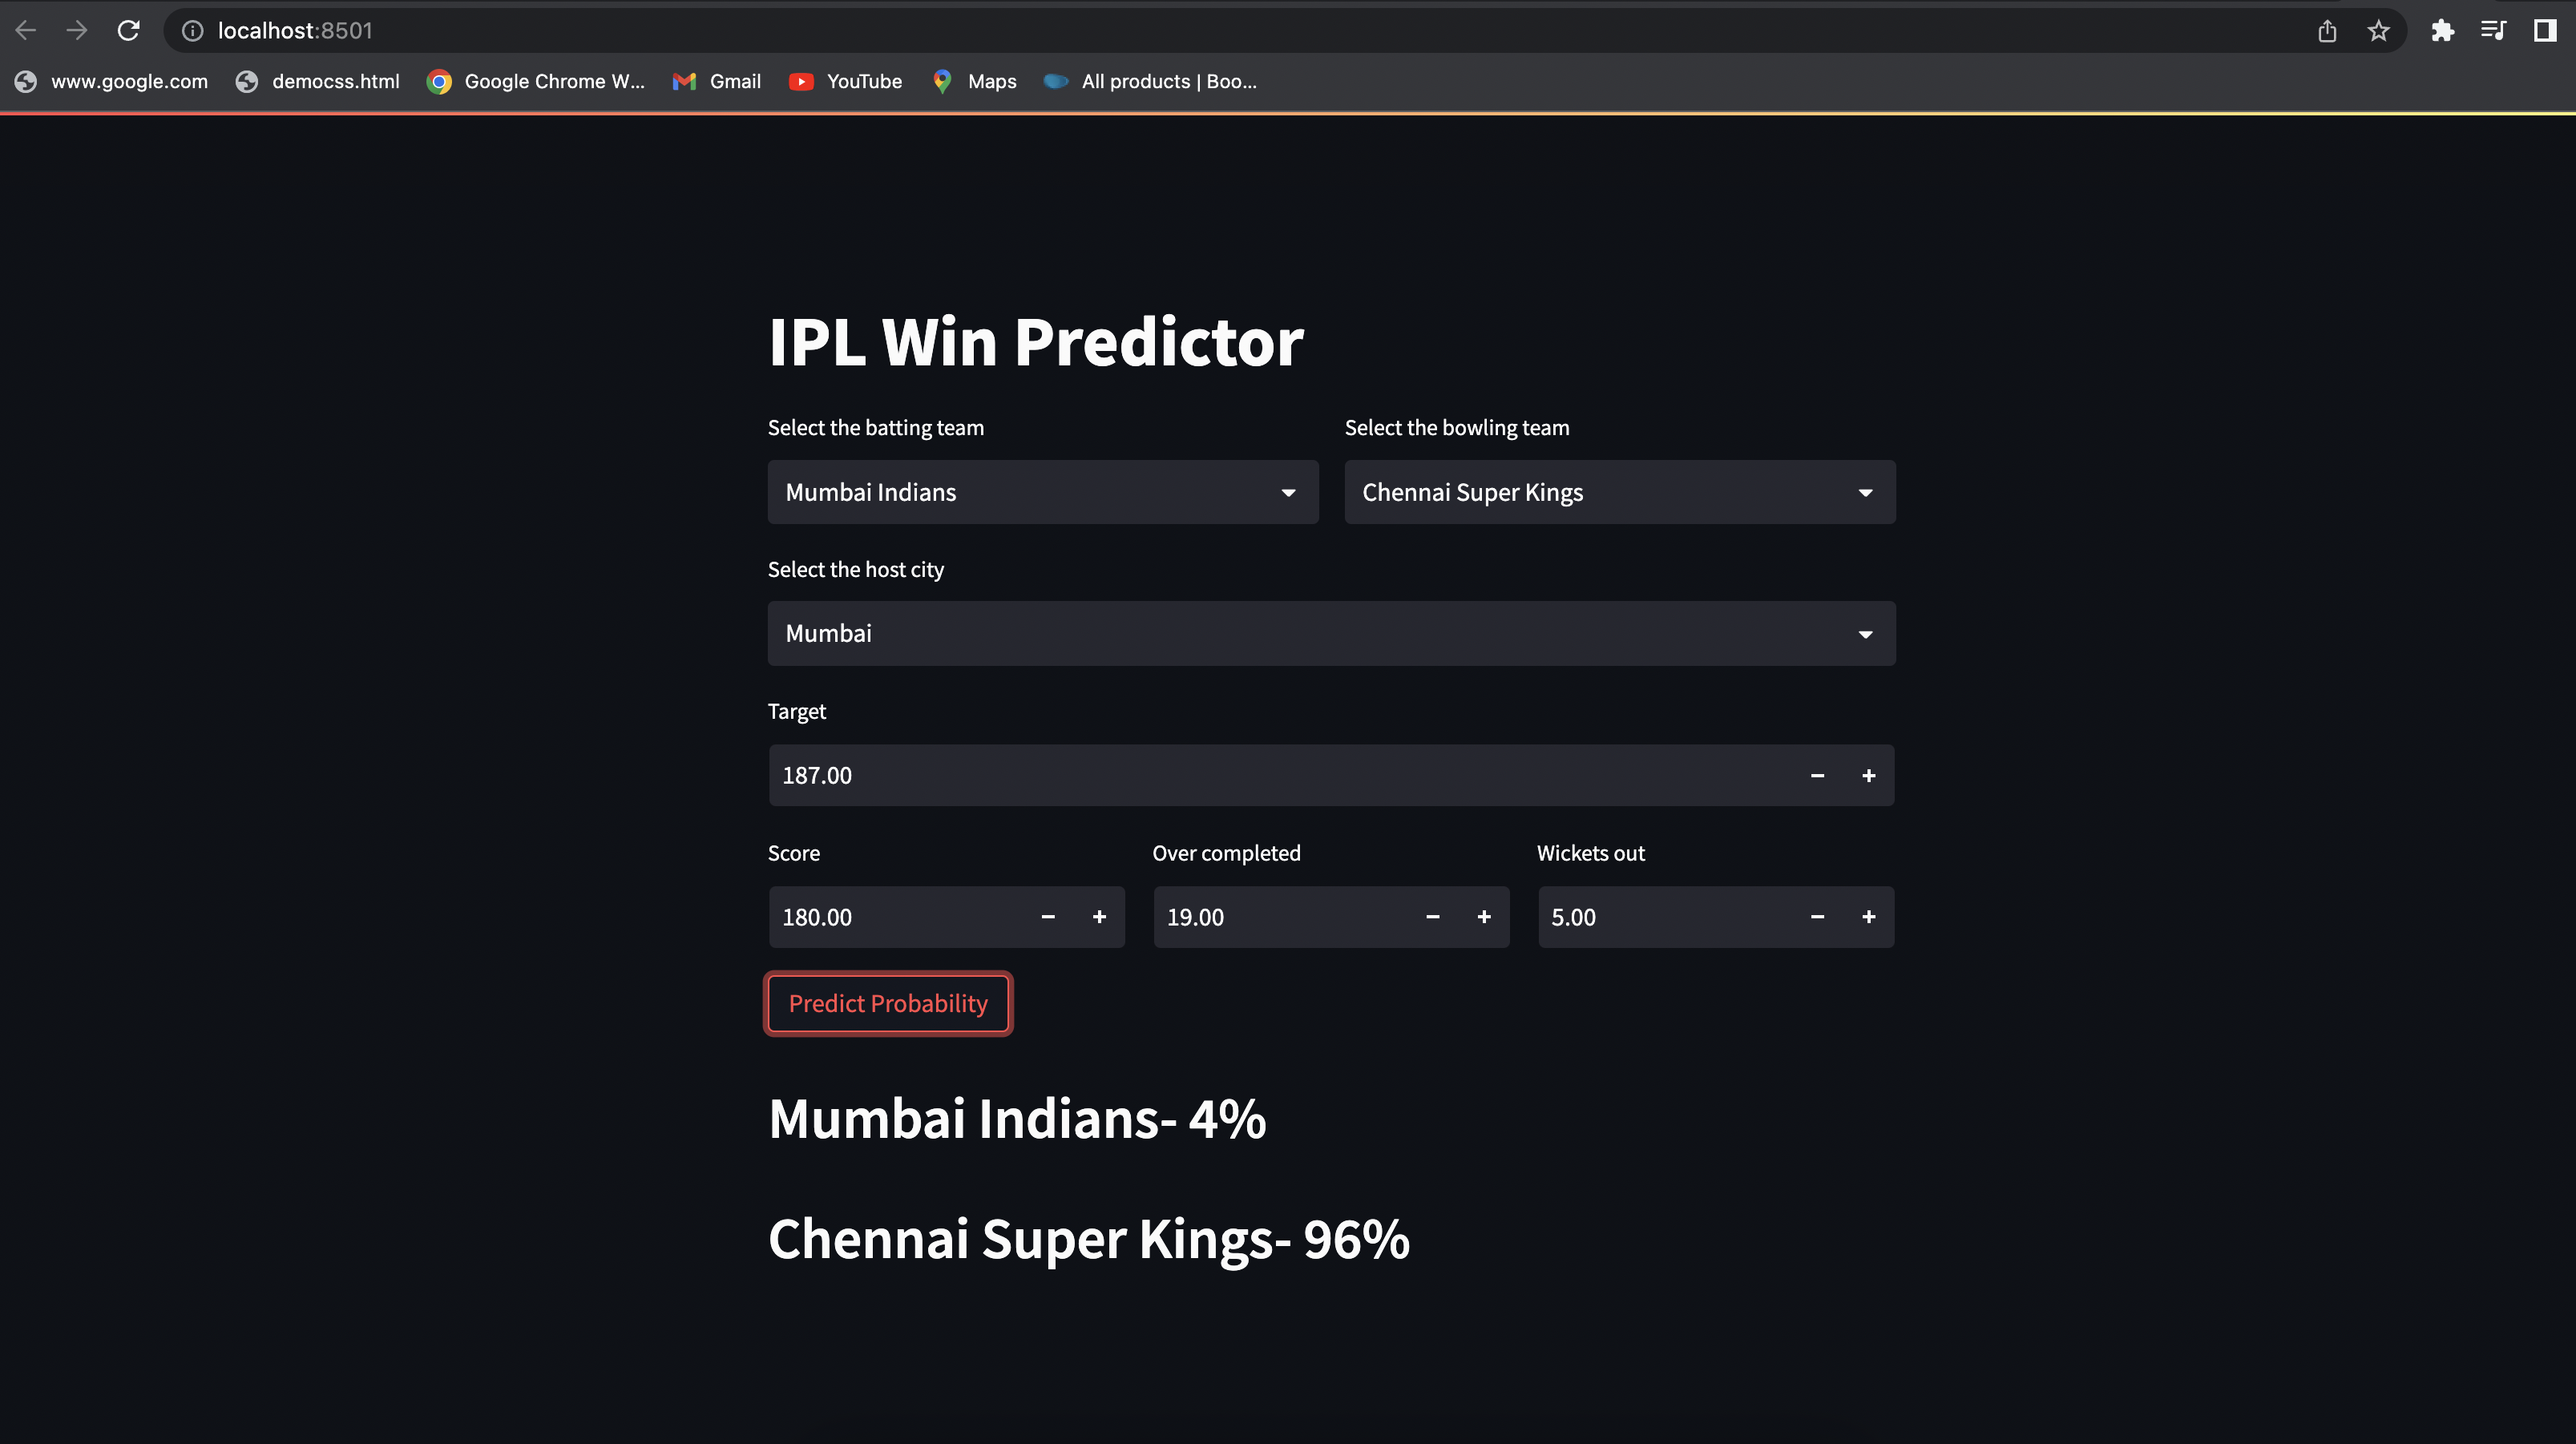 localhost:8501
www.google.com democss.html Google Chrome W... Gmail YouTube Maps All products | Boo...
IPL Win Predictor
Select the batting team Select the bowling team
Mumbai Indians Chennai Super Kings
Select the host city
Mumbai
Target
187.00 - +
Score Over completed Wickets out
180.00 - + 19.00 - + 5.00 - +
Predict Probability
Mumbai Indians- 4%
Chennai Super Kings- 96%